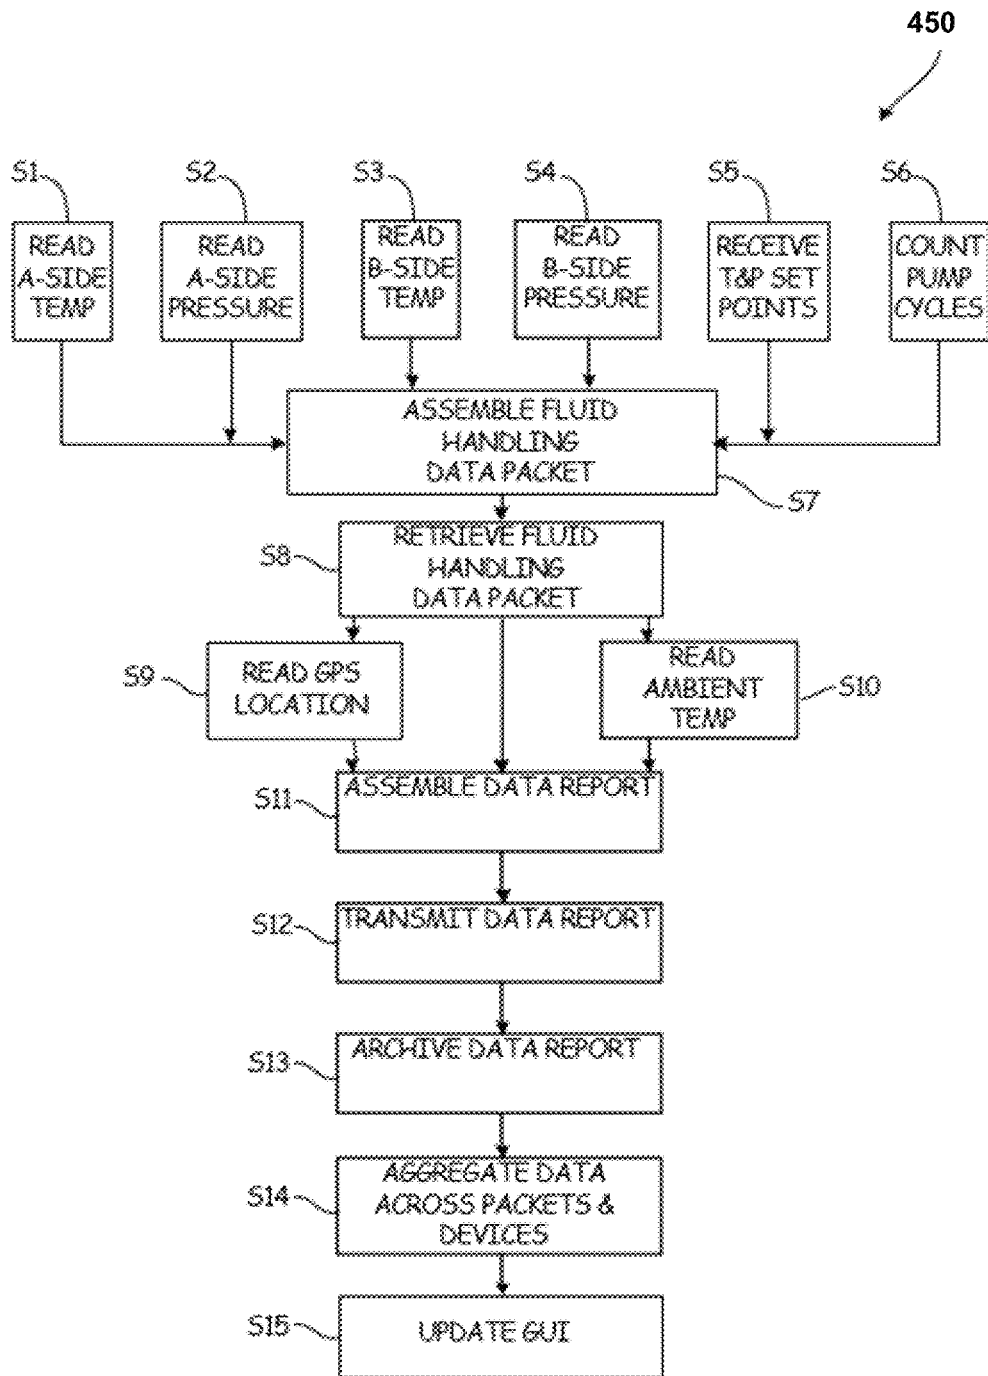 450
S1
S2
S3
S4
S5
S6
READ
A-SIDE
TEMP
READ
A-SIDE
PRESSURE
READ
B-SIDE
TEMP
READ
B-SIDE
PRESSURE
RECEIVE
T&P SET
POINTS
COUNT
PUMP
CYCLES
ASSEMBLE FLUID
HANDLING
DATA PACKET
S7
S8
RETRIEVE FLUID
HANDLING
DATA PACKET
S9
READ GPS
LOCATION
READ
AMBIENT
TEMP
S10
S11
ASSEMBLE DATA REPORT
S12
TRANSMIT DATA REPORT
S13
ARCHIVE DATA REPORT
S14
AGGREGATE DATA
ACROSS PACKETS &
DEVICES
S15
UPDATE GUI